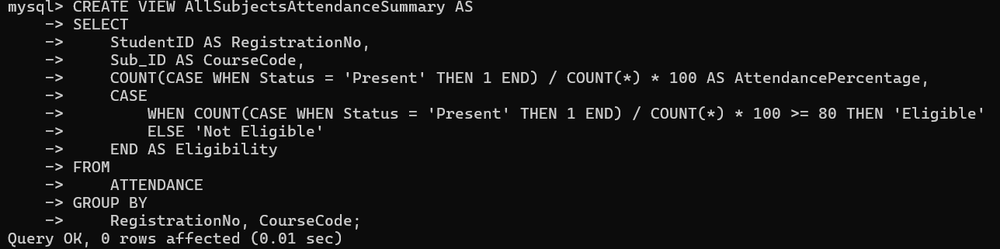 mysql> CREATE VIEW AllSubjectsAttendanceSummary AS
    -> SELECT
    ->     StudentID AS RegistrationNo,
    ->     Sub_ID AS CourseCode,
    ->     COUNT(CASE WHEN Status = 'Present' THEN 1 END) / COUNT(*) * 100 AS AttendancePercentage,
    ->     CASE
    ->         WHEN COUNT(CASE WHEN Status = 'Present' THEN 1 END) / COUNT(*) * 100 >= 80 THEN 'Eligible'
    ->         ELSE 'Not Eligible'
    ->     END AS Eligibility
    -> FROM
    ->     ATTENDANCE
    -> GROUP BY
    ->     RegistrationNo, CourseCode;
Query OK, 0 rows affected (0.01 sec)